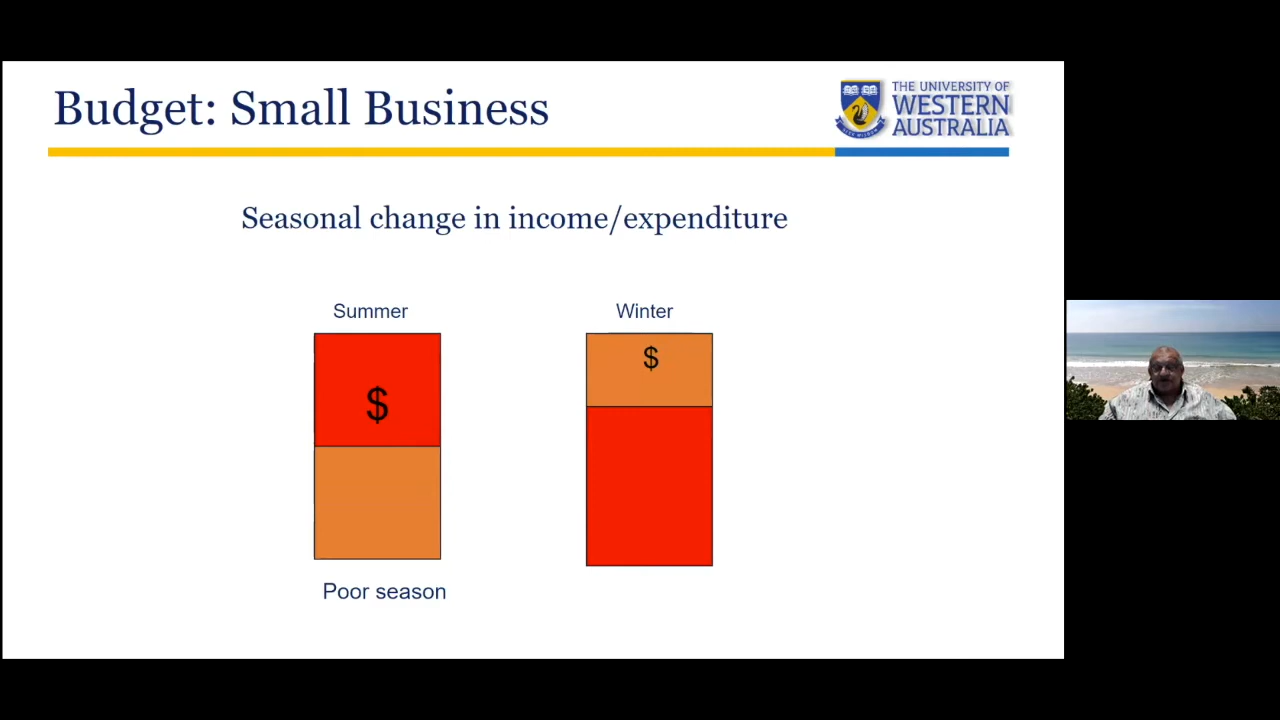 Budget: Small Business
THE UNIVERSITY OF
WESTERN
AUSTRALIA
Seasonal change in income/expenditure
Summer
Winter
$
$
Poor season